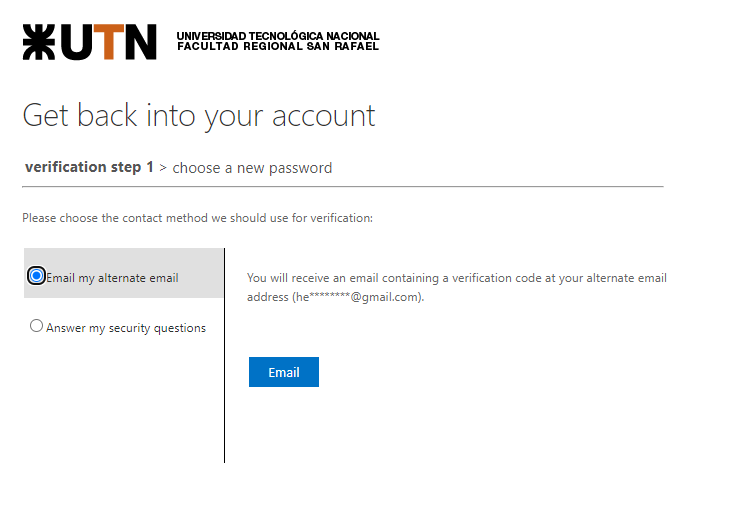 UTN
UNIVERSIDAD TECNOLÓGICA NACIONAL
FACULTAD REGIONAL SAN RAFAEL
Get back into your account
verification step 1 > choose a new password
Please choose the contact method we should use for verification:
Email my alternate email
Answer my security questions
You will receive an email containing a verification code at your alternate email
address (he********@gmail.com).
Email